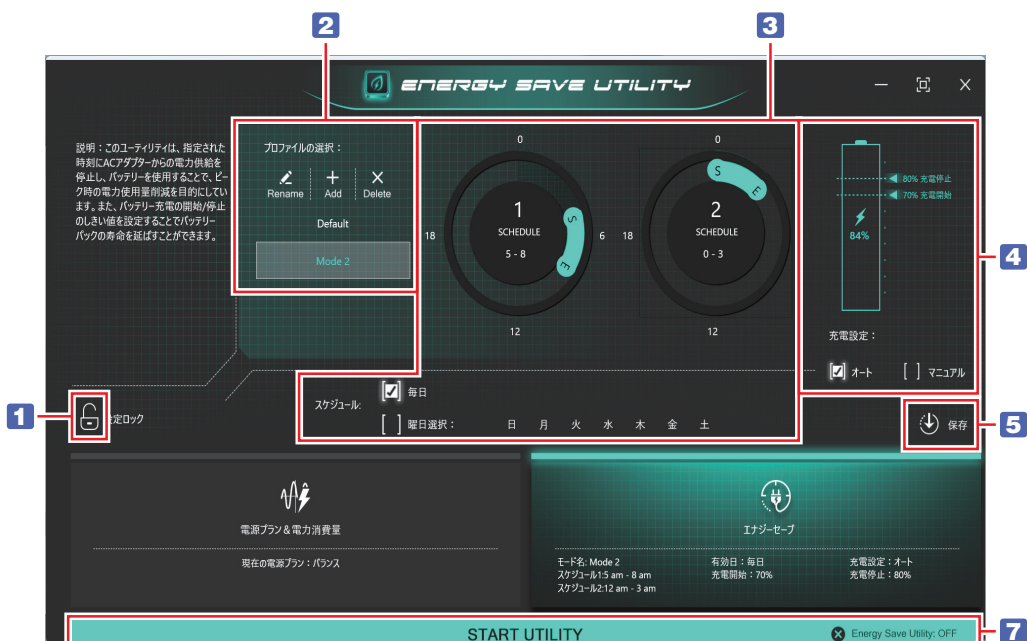 2
3
ENERGY SAVE UTILITY
説明：このユーティリティは、指定された
時刻にACアダプターからの電力供給を
停止し、バッテリーを使用することで、ピー
ク時の電力使用量削減を目的にしてい
ます。また、バッテリー充電の開始/停止
のしきい値を設定することでバッテリー
パックの寿命を延ばすことができます。
プロファイルの選択：
Rename
Add
Delete
Default
Mode 2
0
18
1
SCHEDULE
5 - 8
S
E
6
12
0
18
2
SCHEDULE
0 - 3
S
E
12
80% 充電停止
70% 充電開始
84%
充電設定：
オート
[ ] マニュアル
4
スケジュール:
毎日
[ ] 曜日選択： 日 月 火 水 木 金 土
1
定ロック
保存
5
電源プラン＆電力消費量
現在の電源プラン：バランス
エナジーセーブ
モード名: Mode 2
スケジュール1:5 am - 8 am
スケジュール2:12 am - 3 am
有効日：毎日
充電開始：70%
充電設定：オート
充電停止：80%
START UTILITY
Energy Save Utility: OFF
7